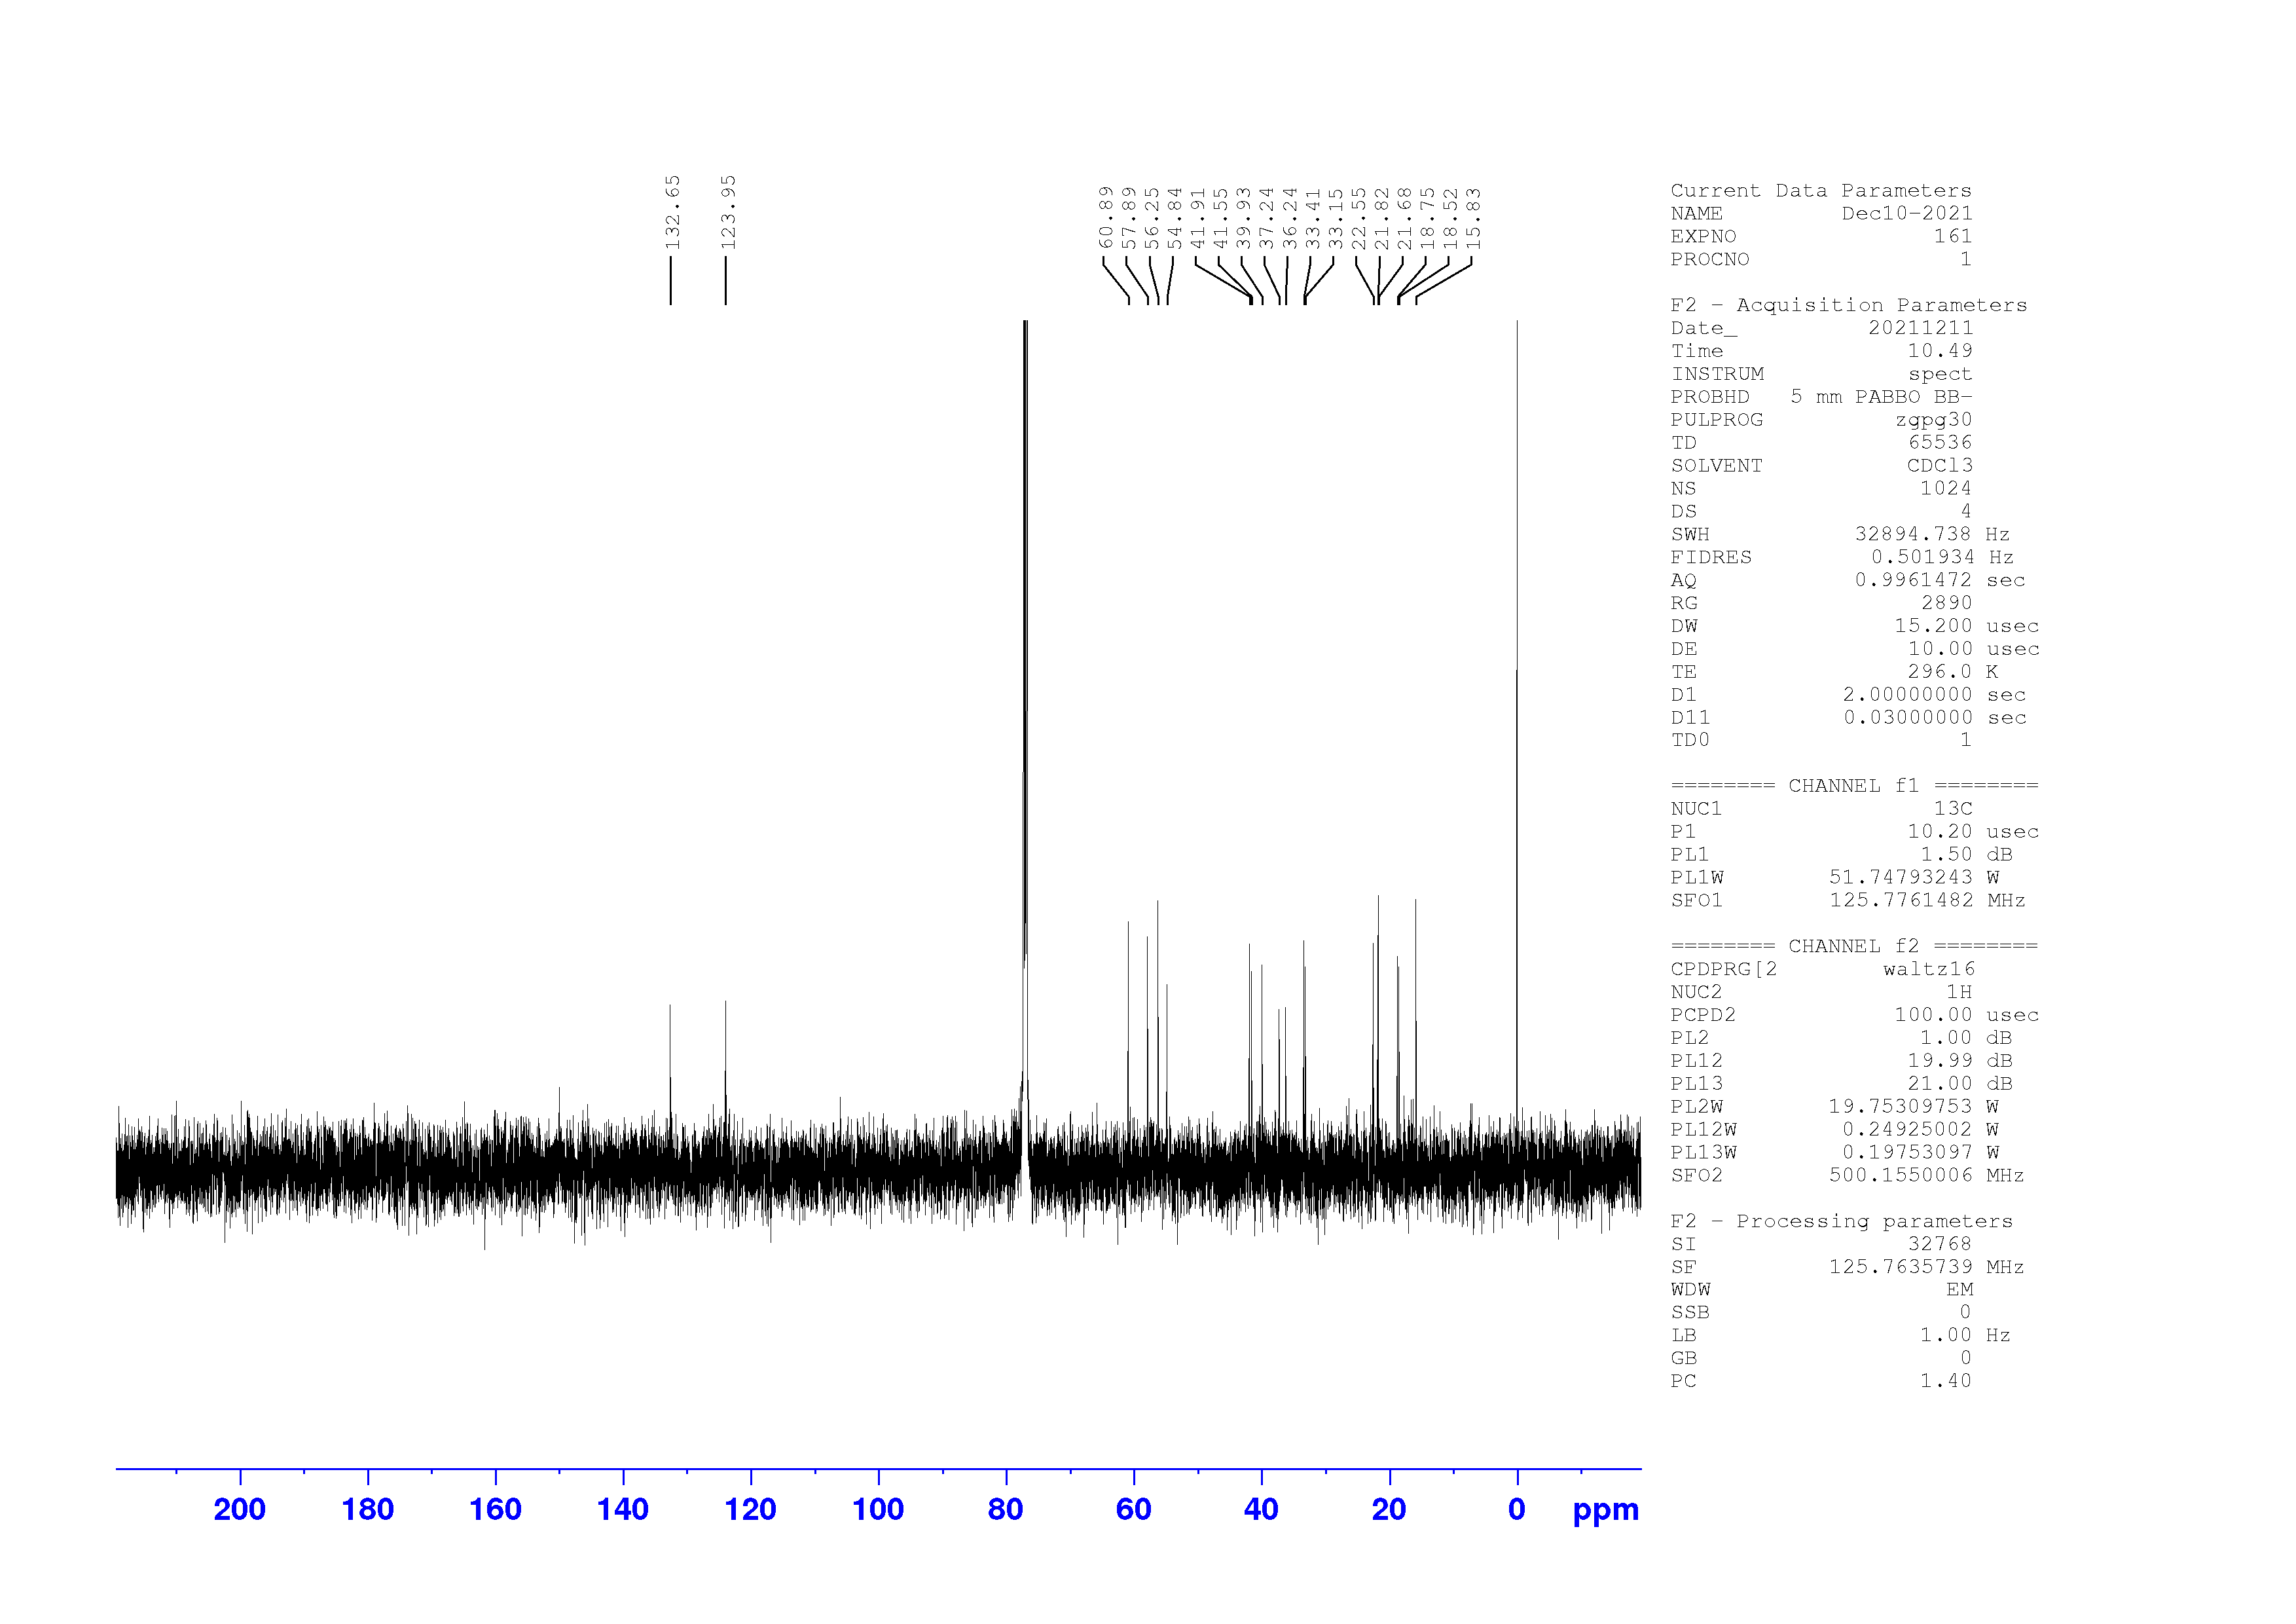 132.65
123.95
60.89
57.89
56.25
54.84
41.91
41.55
39.93
37.24
36.24
33.41
33.15
22.55
21.82
21.68
18.75
18.52
15.83
Current Data Parameters
NAME Dec10-2021
EXPNO 161
PROCNO 1
F2 - Acquisition Parameters
Date_ 20211211
Time 10.49
INSTRUM spect
PROBHD 5 mm PABBO BB-
PULPROG zgpg30
TD 65536
SOLVENT CDCl3
NS 1024
DS 4
SWH 32894.738 Hz
FIDRES 0.501934 Hz
AQ 0.9961472 sec
RG 2890
DW 15.200 usec
DE 10.00 usec
TE 296.0 K
D1 2.00000000 sec
D11 0.03000000 sec
TD0 1
======== CHANNEL f1 ========
NUC1 13C
P1 10.20 usec
PL1 1.50 dB
PL1W 51.74793243 W
SFO1 125.7761482 MHz
======== CHANNEL f2 ========
CPDPRG[2 waltz16
NUC2 1H
PCPD2 100.00 usec
PL2 1.00 dB
PL12 19.99 dB
PL13 21.00 dB
PL2W 19.75309753 W
PL12W 0.24925002 W
PL13W 0.19753097 W
SFO2 500.1550006 MHz
F2 - Processing parameters
SI 32768
SF 125.7635739 MHz
WDW EM
SSB 0
LB 1.00 Hz
GB 0
PC 1.40
200 180 160 140 120 100 80 60 40 20 0 ppm